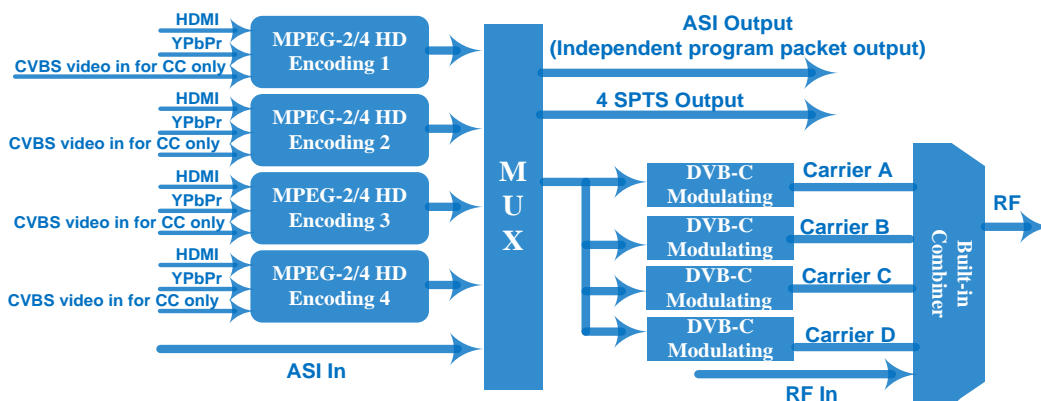 HDMI
YPbPr
CVBS video in for CC only
MPEG-2/4 HD
Encoding 1
HDMI
YPbPr
CVBS video in for CC only
MPEG-2/4 HD
Encoding 2
HDMI
YPbPr
CVBS video in for CC only
MPEG-2/4 HD
Encoding 3
HDMI
YPbPr
CVBS video in for CC only
MPEG-2/4 HD
Encoding 4
ASI In
M
U
X
ASI Output
(Independent program packet output)
4 SPTS Output
DVB-C
Modulating
Carrier A
DVB-C
Modulating
Carrier B
DVB-C
Modulating
Carrier C
DVB-C
Modulating
Carrier D
RF In
Built-in
Combiner
RF